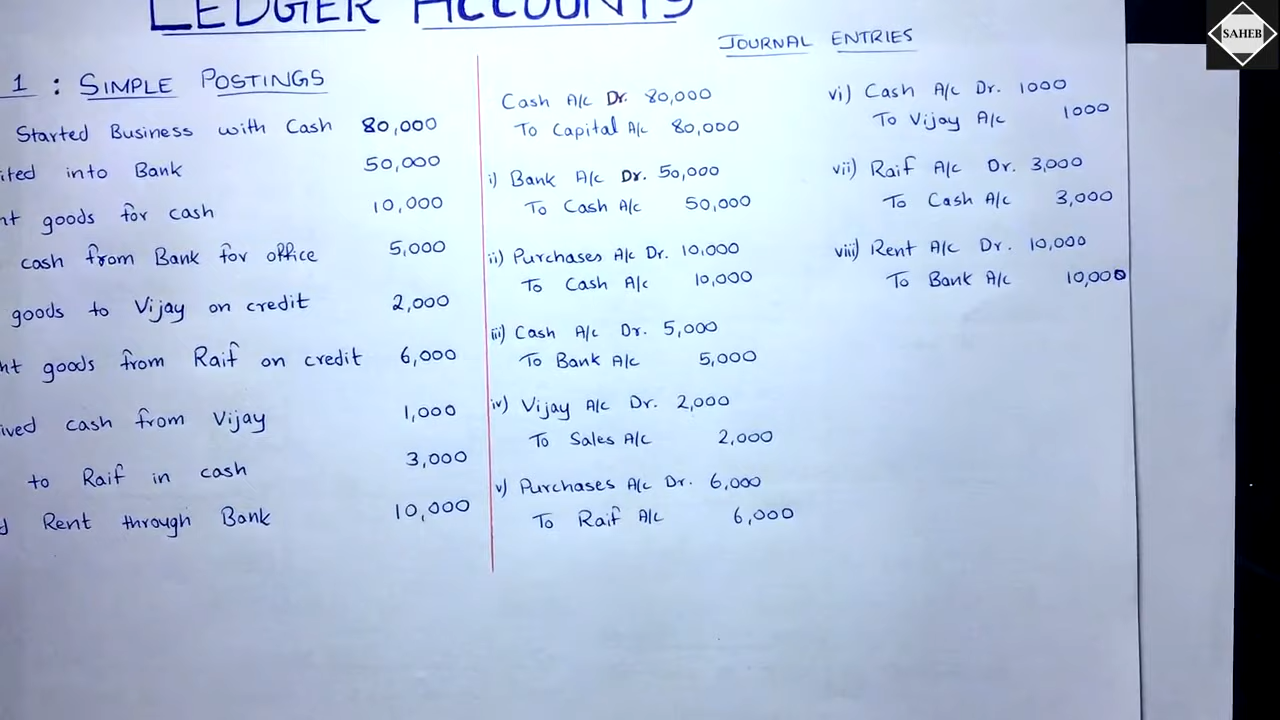 LEDGER ACCOUNTS
1 : SIMPLE POSTINGS
Started Business with Cash 80,000
into Bank 50,000
goods for cash 10,000
cash from Bank for office 5,000
goods to Vijay on credit 2,000
goods from Raif on credit 6,000
cash from Vijay 1,000
to Raif in cash 3,000
Rent through Bank 10,000
JOURNAL ENTRIES
Cash A/c Dr. 80,000
To Capital A/c 80,000
i) Bank A/c Dr. 50,000
To Cash A/c 50,000
ii) Purchases A/c Dr. 10,000
To Cash A/c 10,000
iii) Cash A/c Dr. 5,000
To Bank A/c 5,000
iv) Vijay A/c Dr. 2,000
To Sales A/c 2,000
v) Purchases A/c Dr. 6,000
To Raif A/c 6,000
vi) Cash A/c Dr. 1000
To Vijay A/c 1000
vii) Raif A/c Dr. 3,000
To Cash A/c 3,000
viii) Rent A/c Dr. 10,000
To Bank A/c 10,000
SAHEB